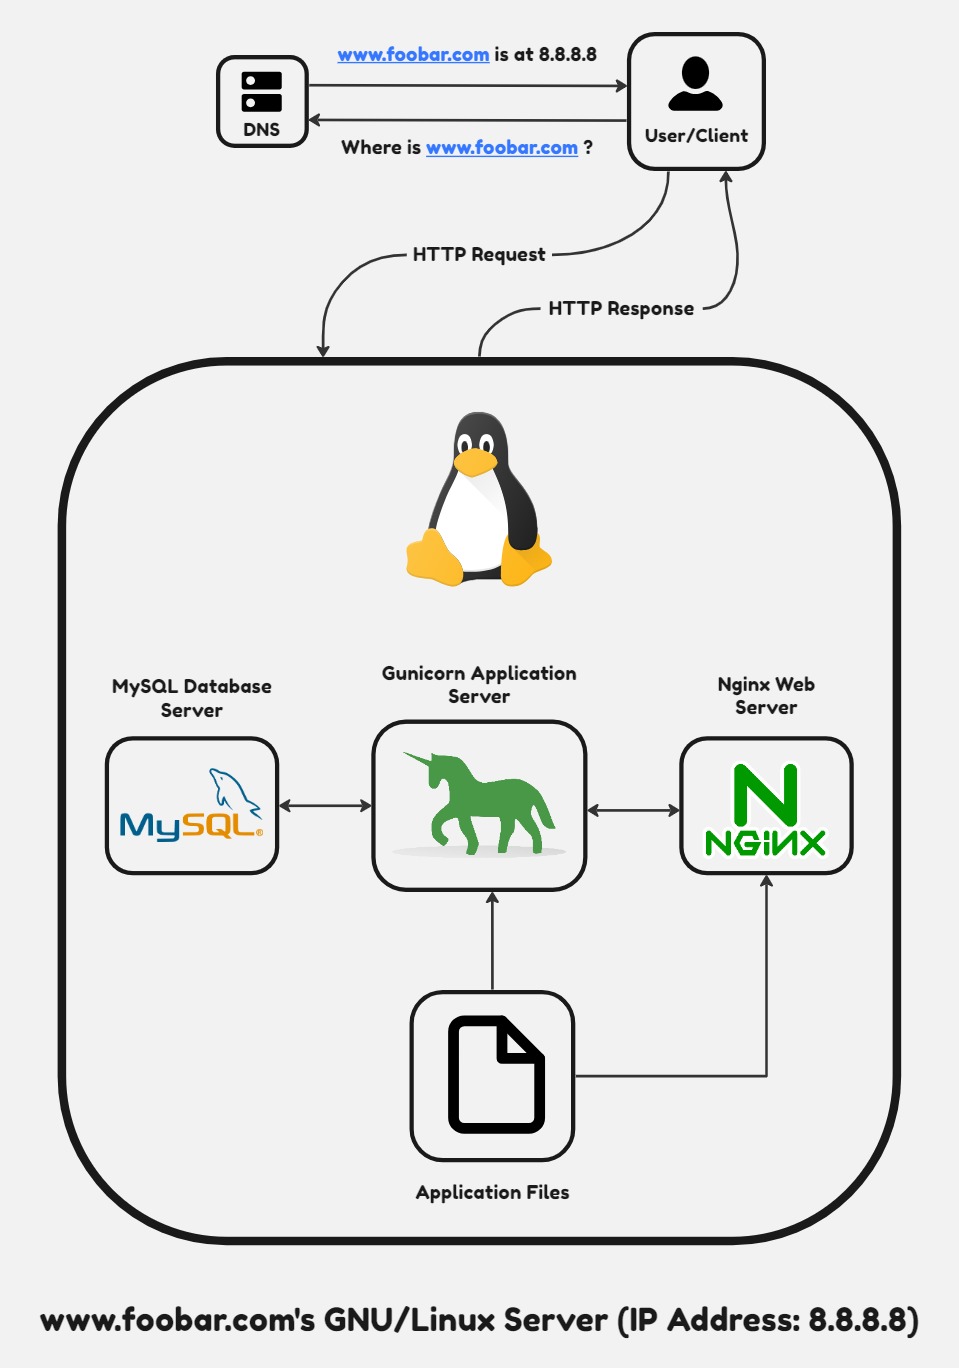 www.foobar.com is at 8.8.8.8
DNS
User/Client
Where is www.foobar.com ?
HTTP Request
HTTP Response
MySQL Database
Server
Gunicorn Application
Server
Nginx Web
Server
MySQL®
N
NGiNX
Application Files
www.foobar.com's GNU/Linux Server (IP Address: 8.8.8.8)